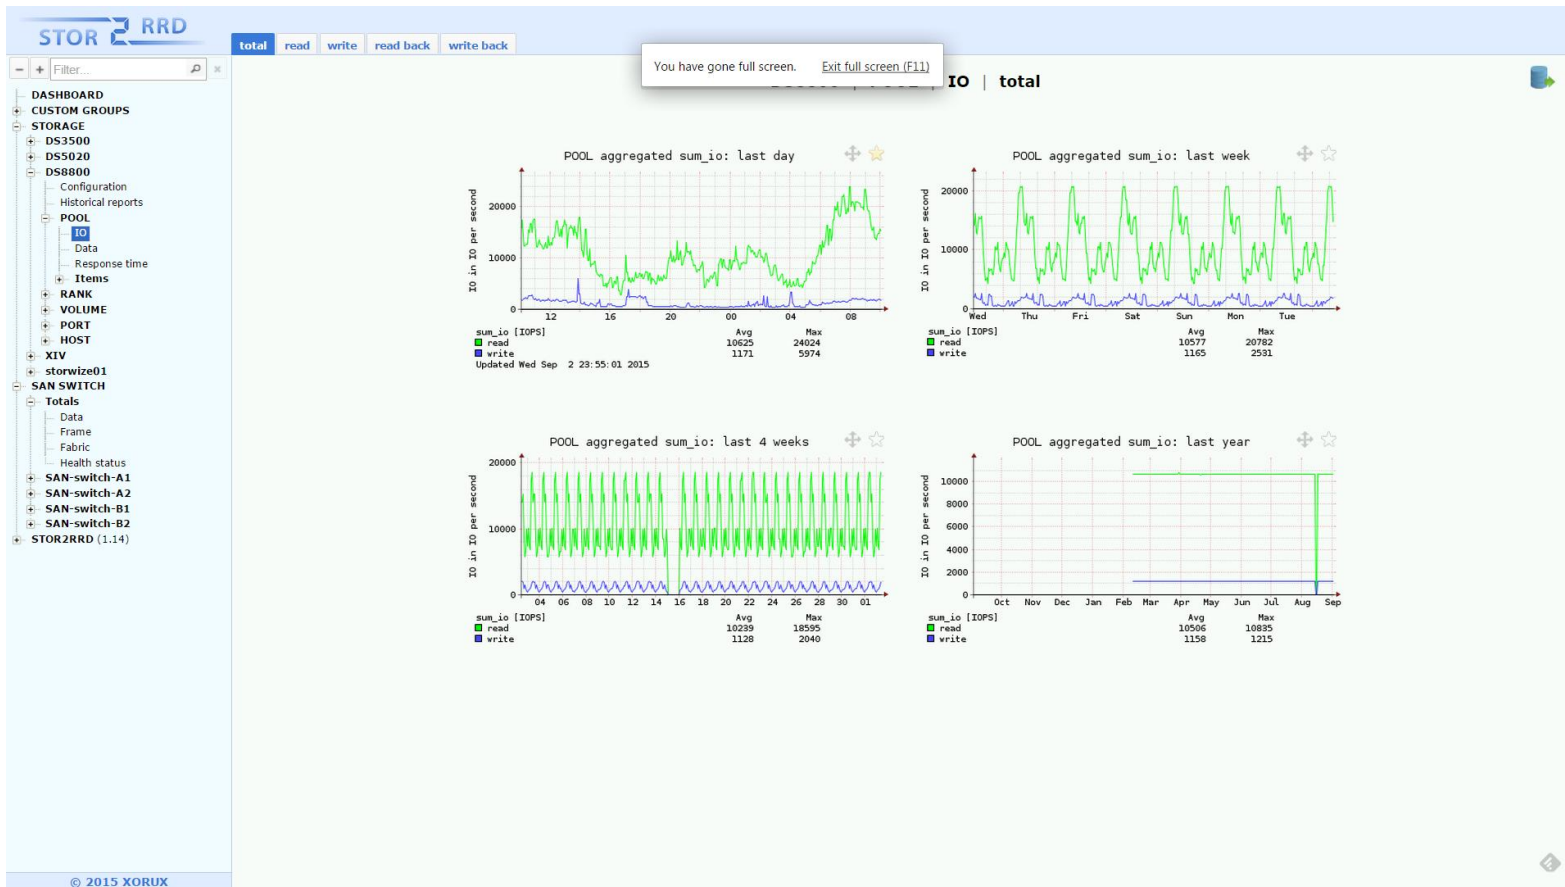 STOR 2 RRD
total read write read back write back
You have gone full screen. Exit full screen (F11)
Filter...
IO | total
DASHBOARD
CUSTOM GROUPS
STORAGE
DS3500
DS5020
DS8800
Configuration
Historical reports
POOL
IO
Data
Response time
Items
RANK
VOLUME
PORT
HOST
XIV
storwize01
SAN SWITCH
Totals
Data
Frame
Fabric
Health status
SAN-switch-A1
SAN-switch-A2
SAN-switch-B1
SAN-switch-B2
STOR2RRD (1.14)
© 2015 XORUX
POOL aggregated sum_io: last day
IO in IO per second
20000
10000
0
12 16 20 00 04 08
sum_io [IOPS] Avg Max
read 10625 24024
write 1171 5974
Updated Wed Sep 2 23:55:01 2015
POOL aggregated sum_io: last week
IO in IO per second
20000
10000
0
Wed Thu Fri Sat Sun Mon Tue
sum_io [IOPS] Avg Max
read 10577 20782
write 1165 2531
POOL aggregated sum_io: last 4 weeks
IO in IO per second
20000
10000
0
04 06 08 10 12 14 16 18 20 22 24 26 28 30 01
sum_io [IOPS] Avg Max
read 10239 18595
write 1128 2040
POOL aggregated sum_io: last year
IO in IO per second
10000
8000
6000
4000
2000
0
Oct Nov Dec Jan Feb Mar Apr May Jun Jul Aug Sep
sum_io [IOPS] Avg Max
read 10506 10835
write 1158 1215